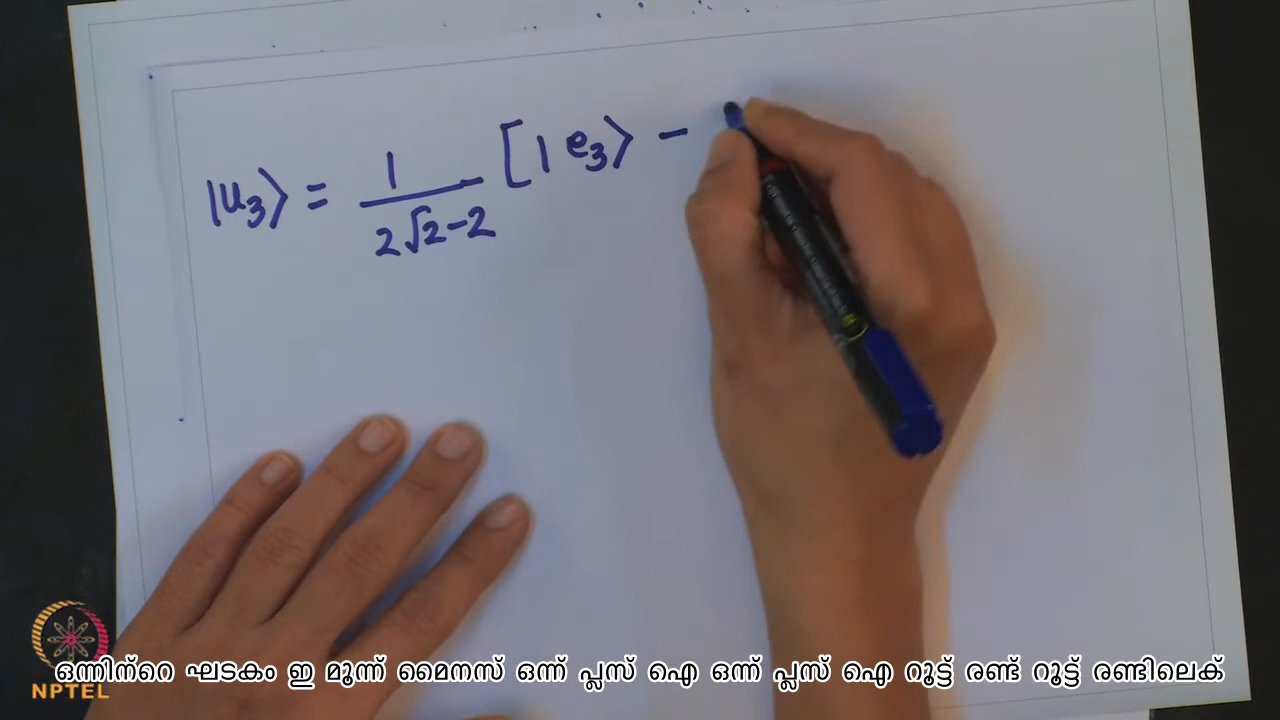 |u₃⟩ = 1/(2√2-2) [|e₃⟩ -
ഒന്നിന്റെ ഘടകം ഇ മൂന്ന് മൈനസ് ഒന്ന് പ്ലസ് ഐ ഒന്ന് പ്ലസ് ഐ റൂട്ട് രണ്ട് റൂട്ട് രണ്ടിലെക്
NPTEL